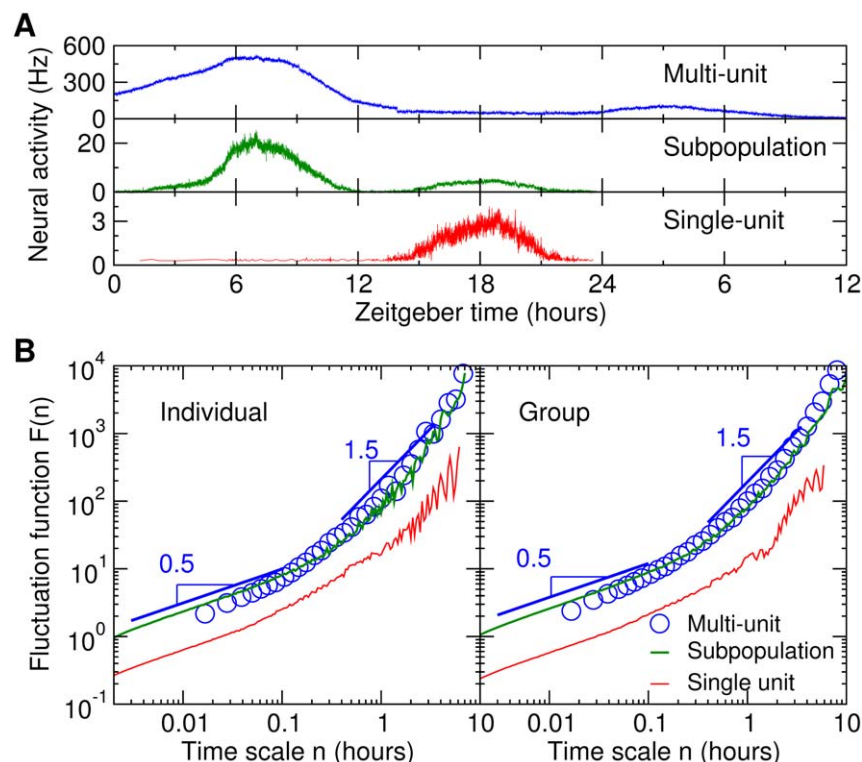 A
Neural activity (Hz)
600
300
0
Multi-unit
20
0
Subpopulation
3
0
Single-unit
0 6 12 18 24 6 12
Zeitgeber time (hours)
B
Fluctuation function F(n)
10^4
10^3
10^2
10^1
10^0
10^-1
Individual
1.5
0.5
Group
1.5
0.5
Multi-unit
Subpopulation
Single unit
0.01 0.1 1 10 0.01 0.1 1 10
Time scale n (hours) Time scale n (hours)